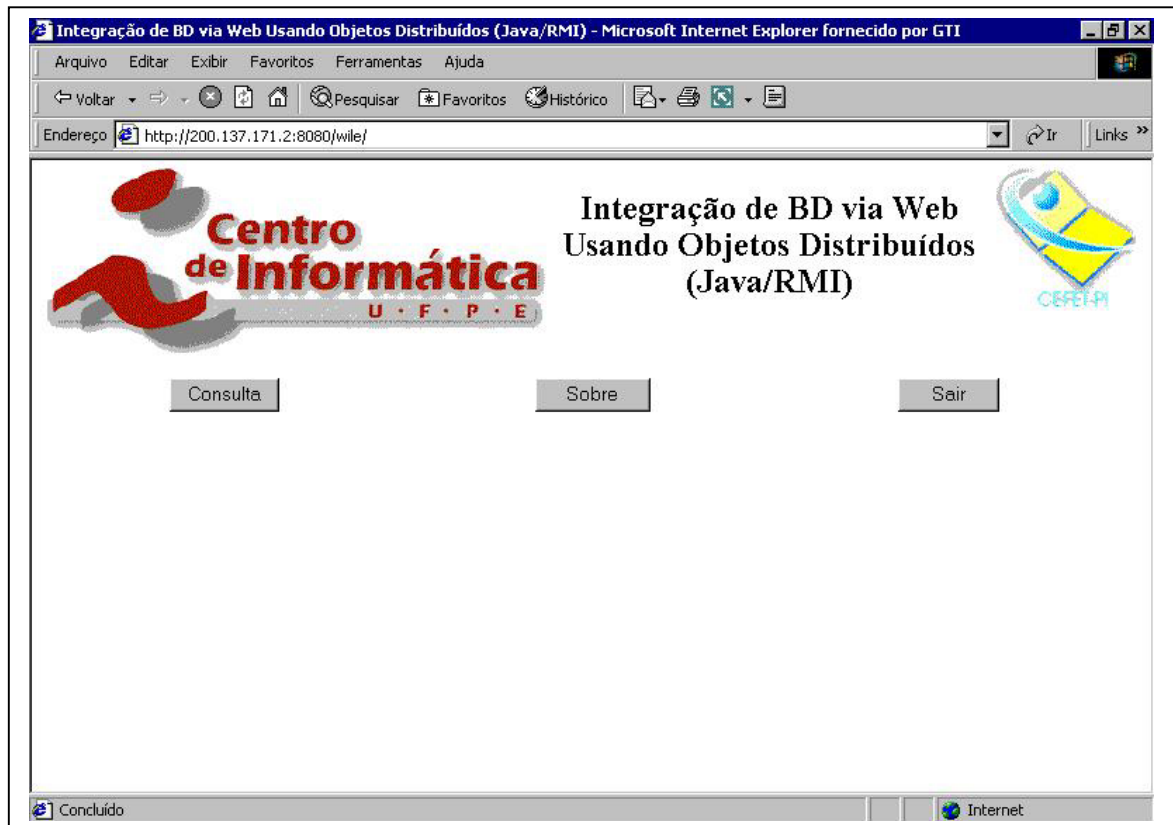 Integração de BD via Web Usando Objetos Distribuídos (Java/RMI) - Microsoft Internet Explorer fornecido por GTI
Arquivo Editar Exibir Favoritos Ferramentas Ajuda
Voltar Pesquisar Favoritos Histórico
Endereço http://200.137.171.2:8080/wile/ Ir Links »
Centro
de Informática
U · F · P · E
Integração de BD via Web
Usando Objetos Distribuídos
(Java/RMI)
CEFET-PI
Consulta Sobre Sair
Concluído Internet